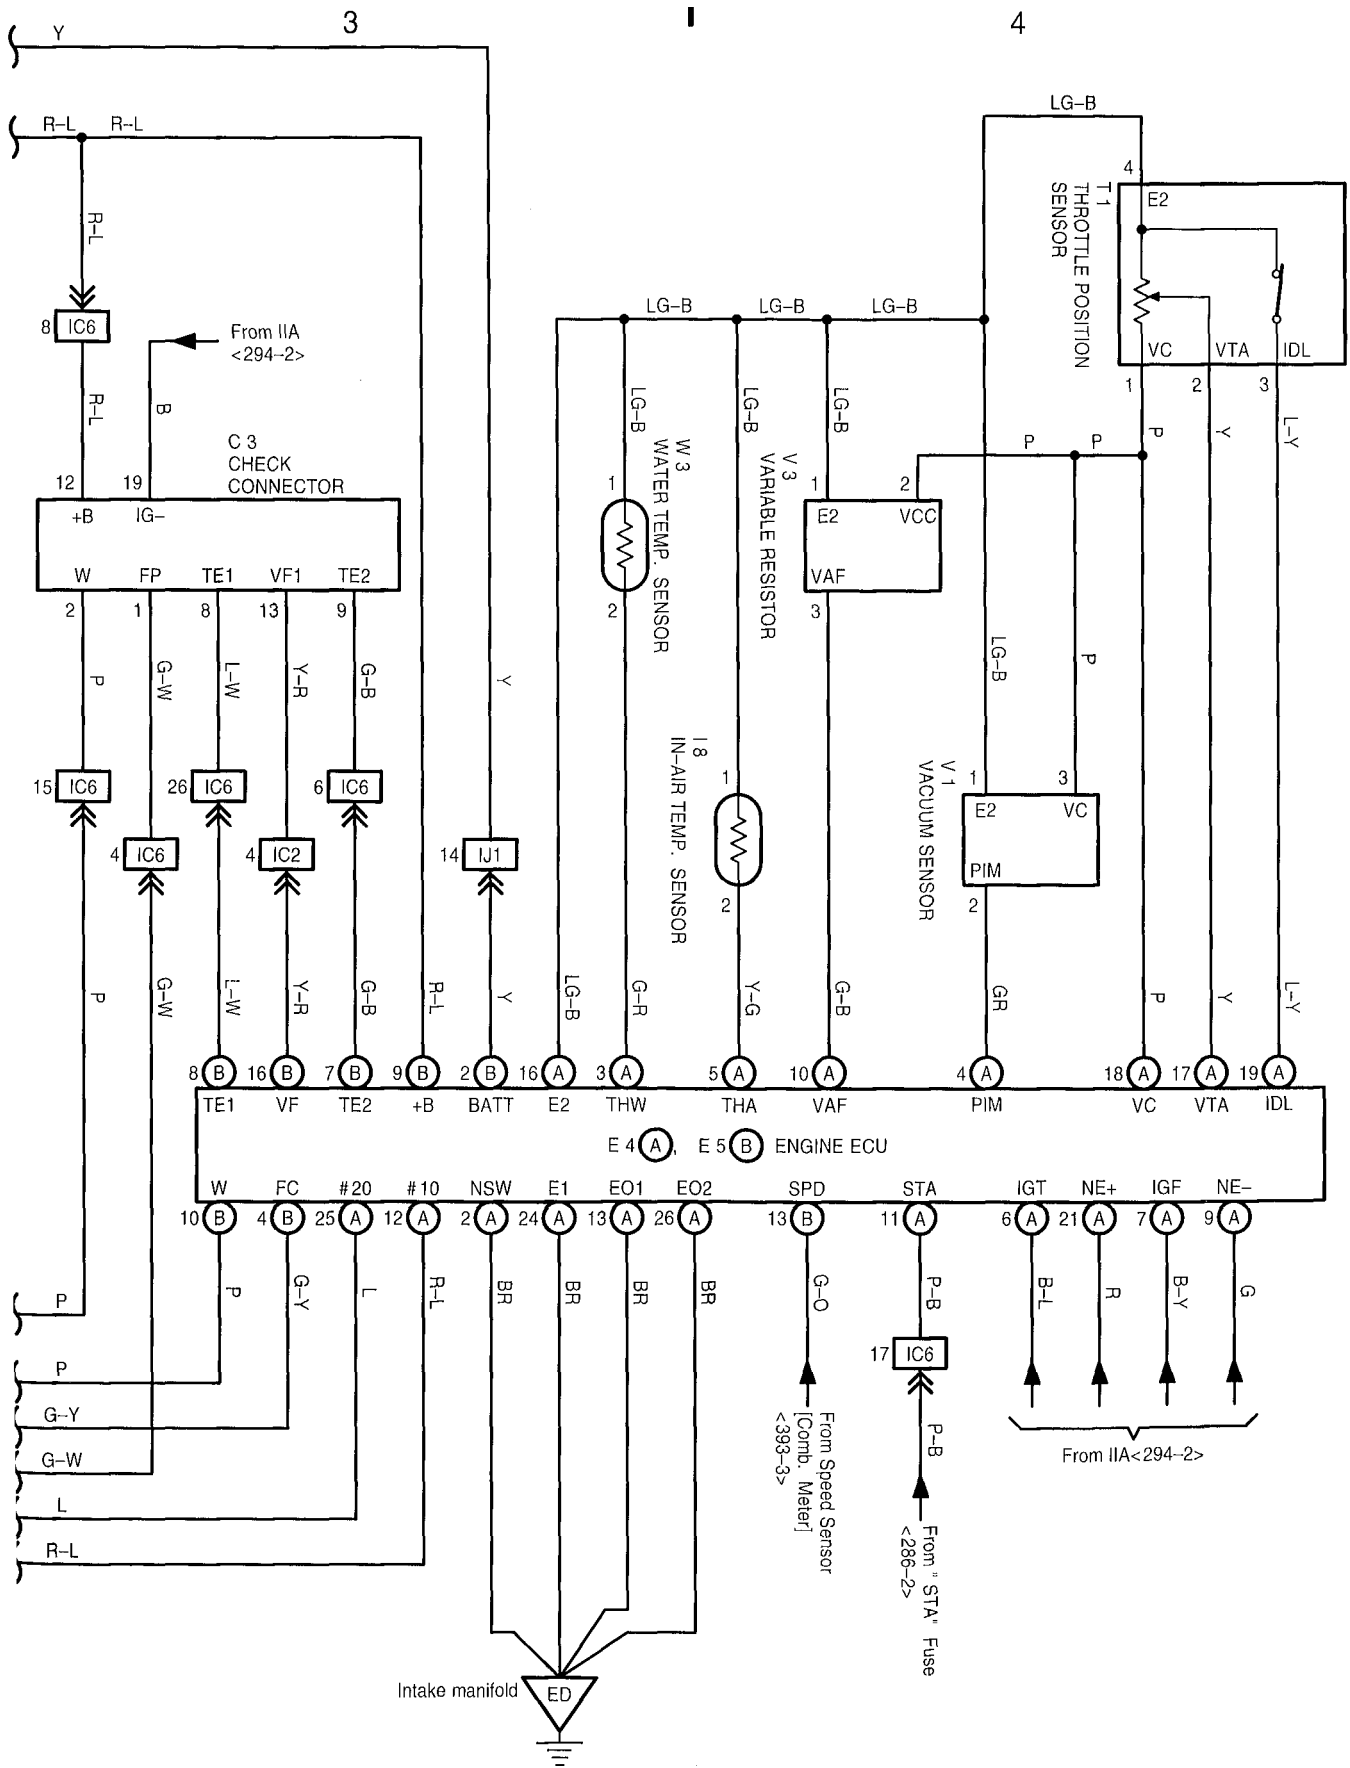 3
4
Y
LG-B
R-L
R-L
4
E2
T 1
THROTTLE POSITION
SENSOR
R-L
LG-B
LG-B
LG-B
8
IC6
From IIA
<294-2>
VC
VTA
IDL
1
2
3
R-L
B
LG-B
LG-B
LG-B
P
Y
L-Y
P
P
C 3
CHECK
CONNECTOR
W 3
WATER TEMP. SENSOR
V 3
VARIABLE RESISTOR
12
19
1
1
2
+B
IG-
E2
VCC
W
FP
TE1
VF1
TE2
VAF
2
1
8
13
9
2
3
P
G-W
L-W
Y-R
G-B
Y
LG-B
P
I 8
IN-AIR TEMP. SENSOR
V 1
VACUUM SENSOR
15
IC6
26
IC6
6
IC6
1
1
3
E2
VC
4
IC6
4
IC2
14
IJ1
PIM
2
2
P
G-W
L-W
Y-R
G-B
R-L
Y
LG-B
G-R
Y-G
G-B
GR
P
Y
L-Y
8 B
16 B
7 B
9 B
2 B
16 A
3 A
5 A
10 A
4 A
18 A
17 A
19 A
TE1
VF
TE2
+B
BATT
E2
THW
THA
VAF
PIM
VC
VTA
IDL
E 4 A, E 5 B ENGINE ECU
W
FC
#20
#10
NSW
E1
EO1
EO2
SPD
STA
IGT
NE+
IGF
NE-
10 B
4 B
25 A
12 A
2 A
24 A
13 A
26 A
13 B
11 A
6 A
21 A
7 A
9 A
P
P
G-Y
L
R-L
BR
BR
BR
BR
G-O
P-B
B-L
R
B-Y
G
17
IC6
P
G-Y
G-W
L
R-L
From Speed Sensor
[Comb. Meter]
<393-3>
P-B
From IIA<294-2>
From " STA" Fuse
<286-2>
Intake manifold
ED